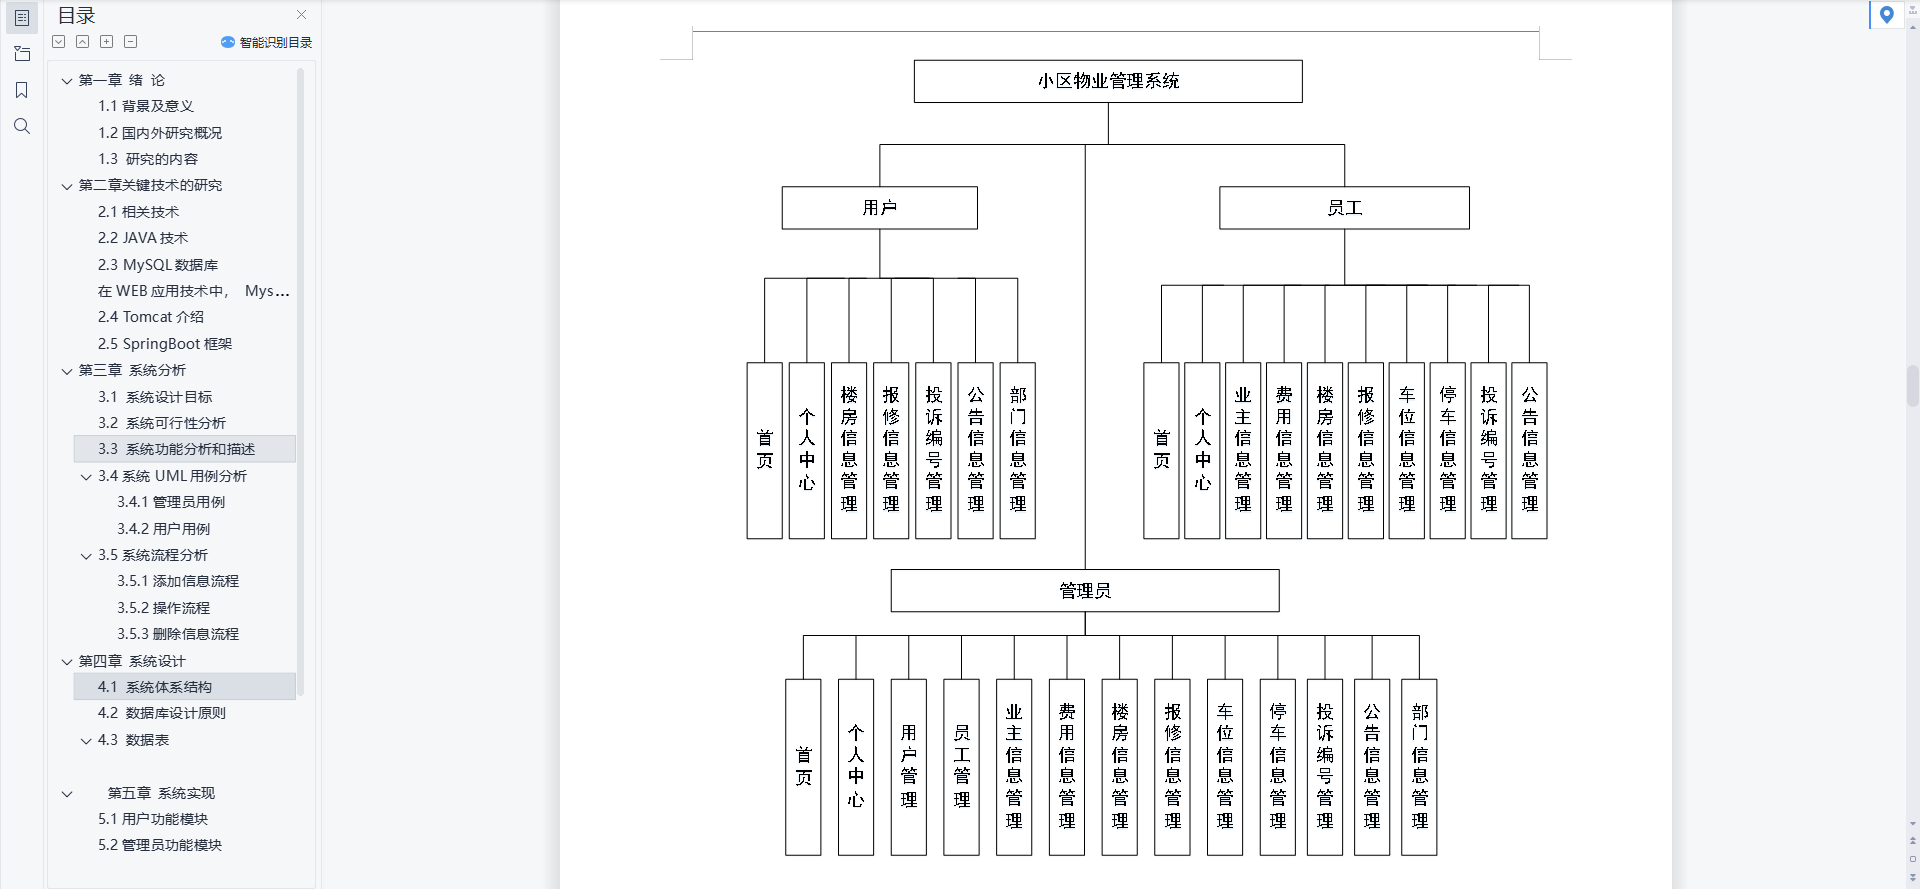 目录
智能识别目录
第一章 绪 论
1.1 背景及意义
1.2 国内外研究概况
1.3 研究的内容
第二章关键技术的研究
2.1 相关技术
2.2 JAVA 技术
2.3 MySQL 数据库
在 WEB 应用技术中， Mys...
2.4 Tomcat 介绍
2.5 SpringBoot 框架
第三章 系统分析
3.1 系统设计目标
3.2 系统可行性分析
3.3 系统功能分析和描述
3.4 系统 UML 用例分析
3.4.1 管理员用例
3.4.2 用户用例
3.5 系统流程分析
3.5.1 添加信息流程
3.5.2 操作流程
3.5.3 删除信息流程
第四章 系统设计
4.1 系统体系结构
4.2 数据库设计原则
4.3 数据表
第五章 系统实现
5.1 用户功能模块
5.2 管理员功能模块
小区物业管理系统
用户
员工
首页
个人中心
楼房信息管理
报修信息管理
投诉编号管理
公告信息管理
部门信息管理
首页
个人中心
业主信息管理
费用信息管理
楼房信息管理
报修信息管理
车位信息管理
停车信息管理
投诉编号管理
公告信息管理
管理员
首页
个人中心
用户管理
员工管理
业主信息管理
费用信息管理
楼房信息管理
报修信息管理
车位信息管理
停车信息管理
投诉编号管理
公告信息管理
部门信息管理